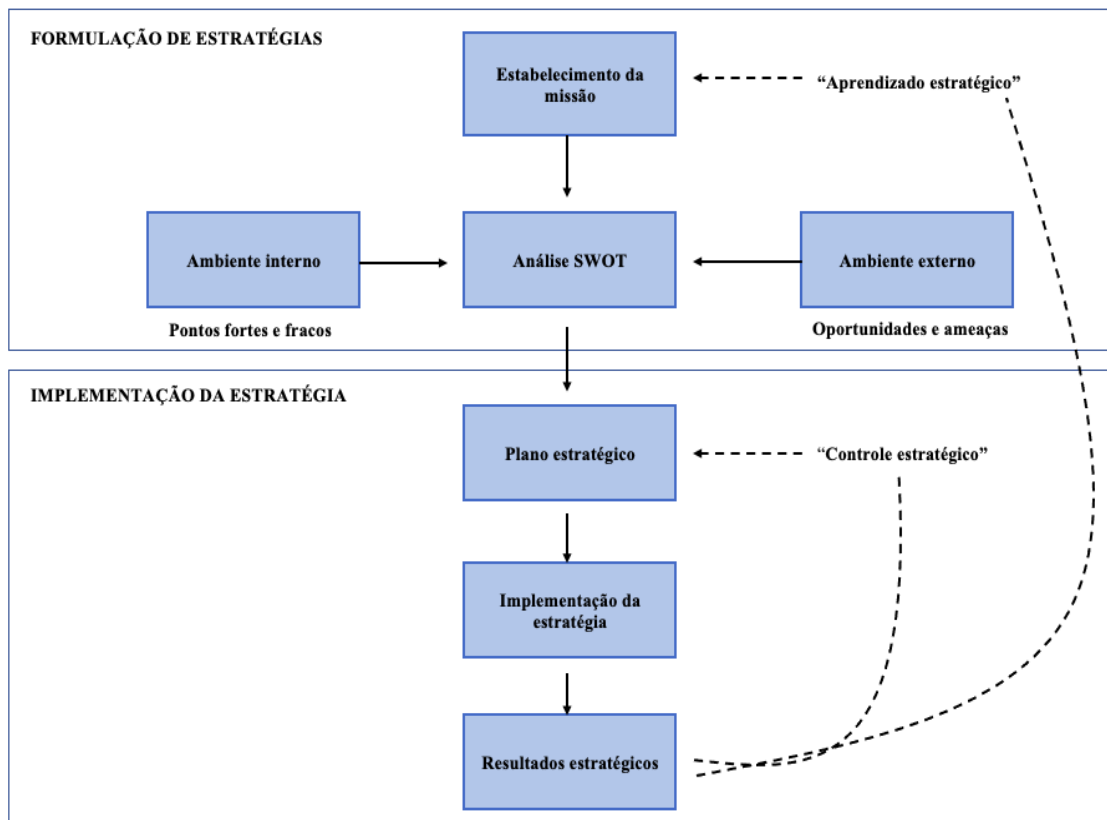 FORMULAÇÃO DE ESTRATÉGIAS
Estabelecimento da
missão
“Aprendizado estratégico”
Ambiente interno
Análise SWOT
Ambiente externo
Pontos fortes e fracos
Oportunidades e ameaças
IMPLEMENTAÇÃO DA ESTRATÉGIA
Plano estratégico
“Controle estratégico”
Implementação da
estratégia
Resultados estratégicos